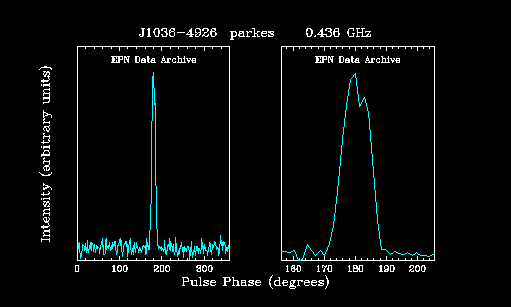 J1036-4926 parkes 0.436 GHz
EPN Data Archive
EPN Data Archive
Intensity (arbitrary units)
0 100 200 300
160 170 180 190 200
Pulse Phase (degrees)